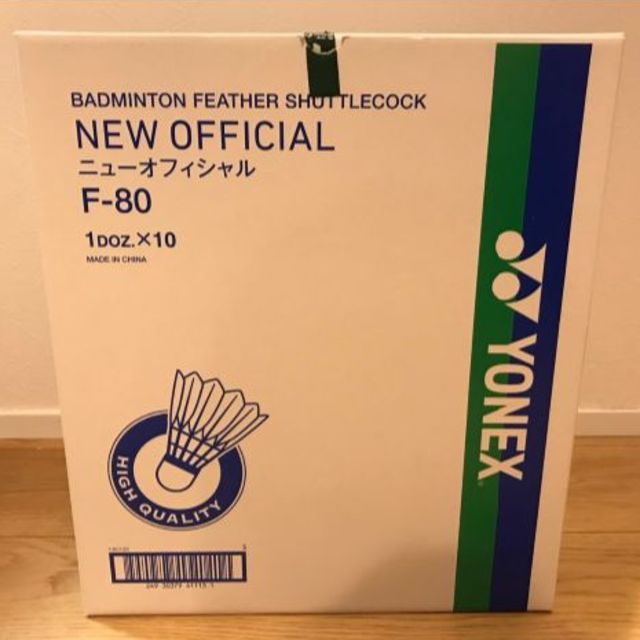 BADMINTON FEATHER SHUTTLECOCK
NEW OFFICIAL
ニューオフィシャル
F-80
1DOZ.×10
MADE IN CHINA
YONEX
HIGH QUALITY